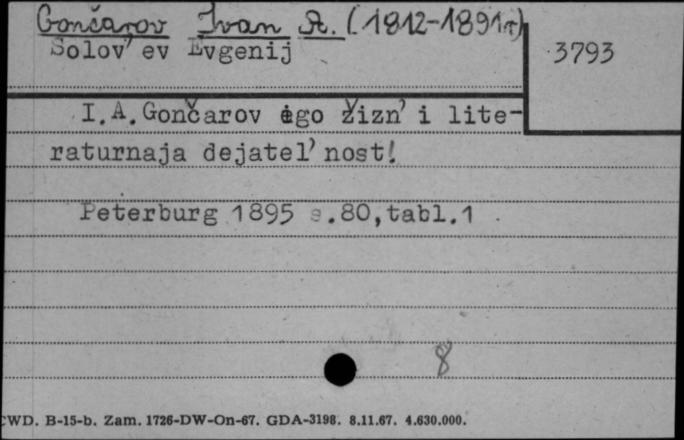 Gončarov Ivan A. (1812-1891r)
Solov'ev Evgenij
3793
I.A.Gončarov ego žizn' i lite-
raturnaja dejatel'nost!
Peterburg 1895 s.80,tabl.1
8
CWD. B-15-b. Zam. 1726-DW-On-67. GDA-3198. 8.11.67. 4.630.000.